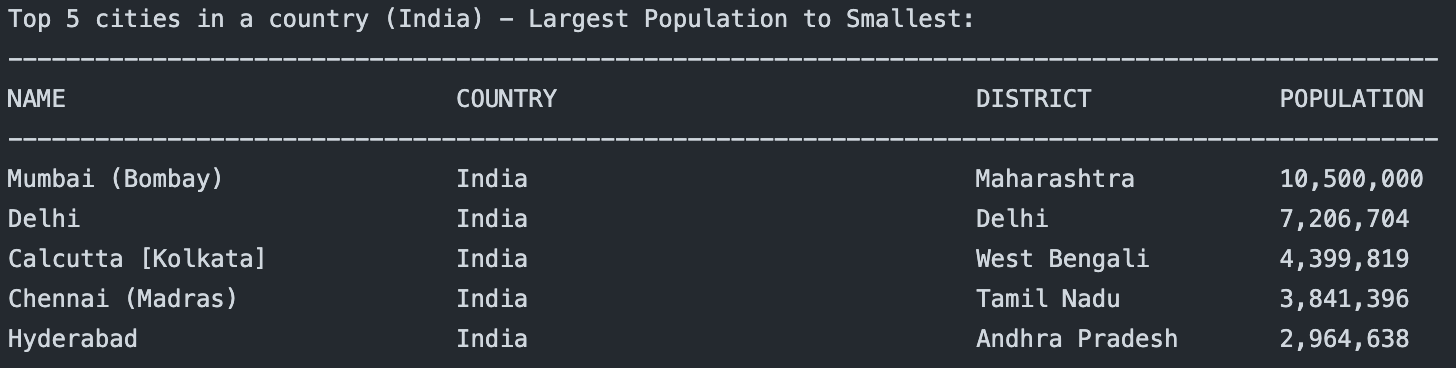 Top 5 cities in a country (India) - Largest Population to Smallest:
---------------------------------------------------------------------------------------------------
NAME                           COUNTRY                             DISTRICT             POPULATION
---------------------------------------------------------------------------------------------------
Mumbai (Bombay)                India                               Maharashtra          10,500,000
Delhi                          India                               Delhi                7,206,704
Calcutta [Kolkata]             India                               West Bengali         4,399,819
Chennai (Madras)               India                               Tamil Nadu           3,841,396
Hyderabad                      India                               Andhra Pradesh       2,964,638